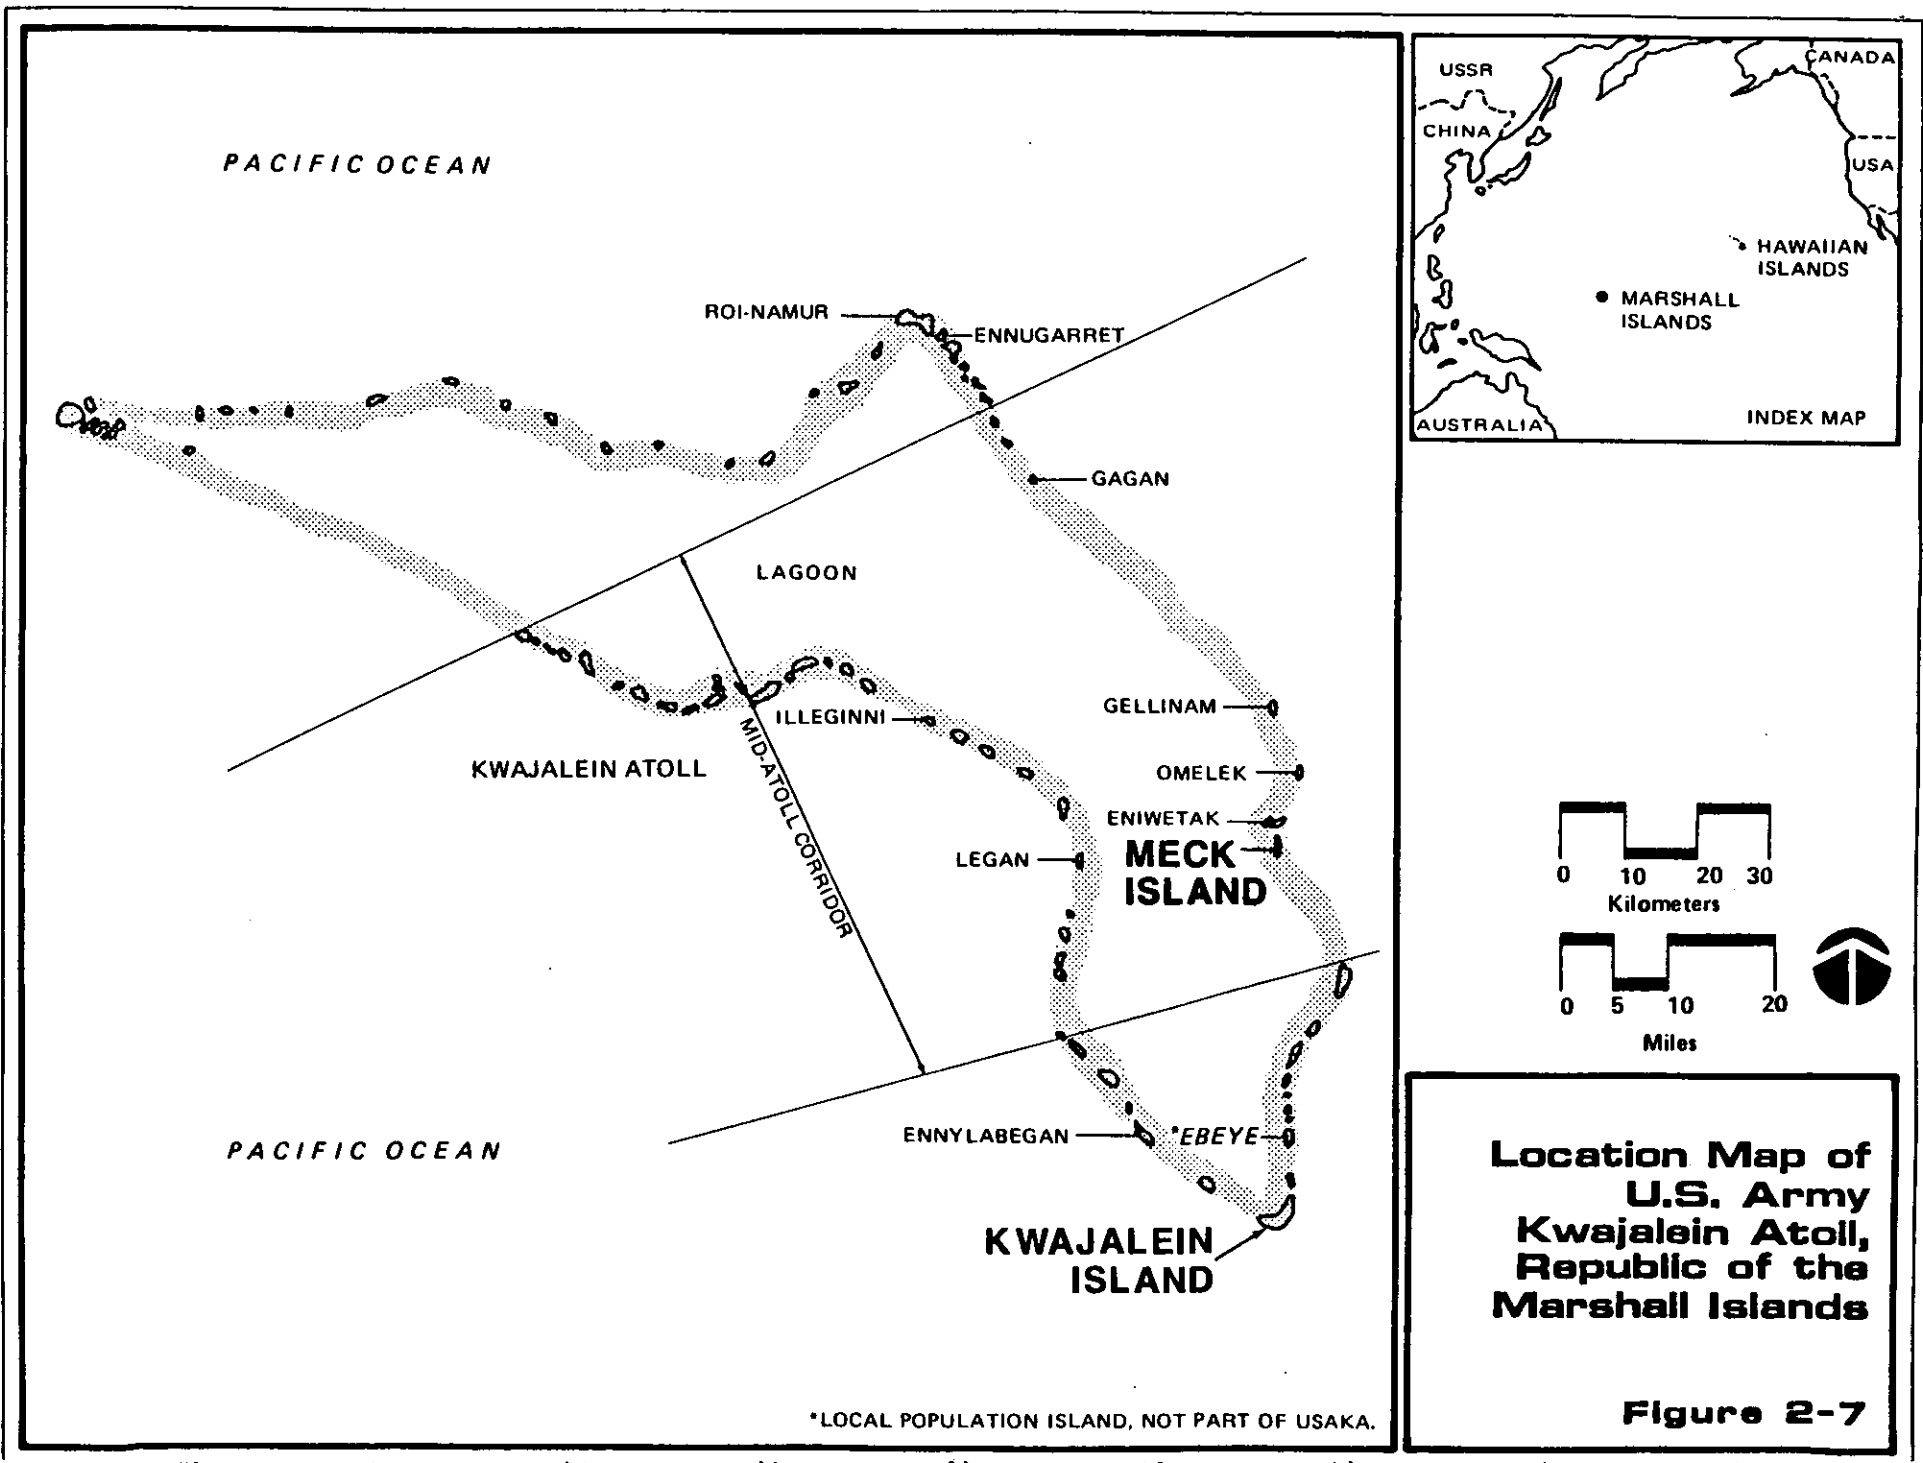 PACIFIC OCEAN
ROI-NAMUR
ENNUGARRET
GAGAN
LAGOON
GELLINAM
ILLEGINNI
MID-ATOLL CORRIDOR
KWAJALEIN ATOLL
OMELEK
ENIWETAK
MECK
ISLAND
LEGAN
ENNYLABEGAN
*EBEYE
PACIFIC OCEAN
KWAJALEIN
ISLAND
*LOCAL POPULATION ISLAND, NOT PART OF USAKA.
USSR
CANADA
CHINA
USA
HAWAIIAN
ISLANDS
MARSHALL
ISLANDS
AUSTRALIA
INDEX MAP
0 10 20 30
Kilometers
0 5 10 20
Miles
Location Map of
U.S. Army
Kwajalein Atoll,
Republic of the
Marshall Islands
Figure 2-7